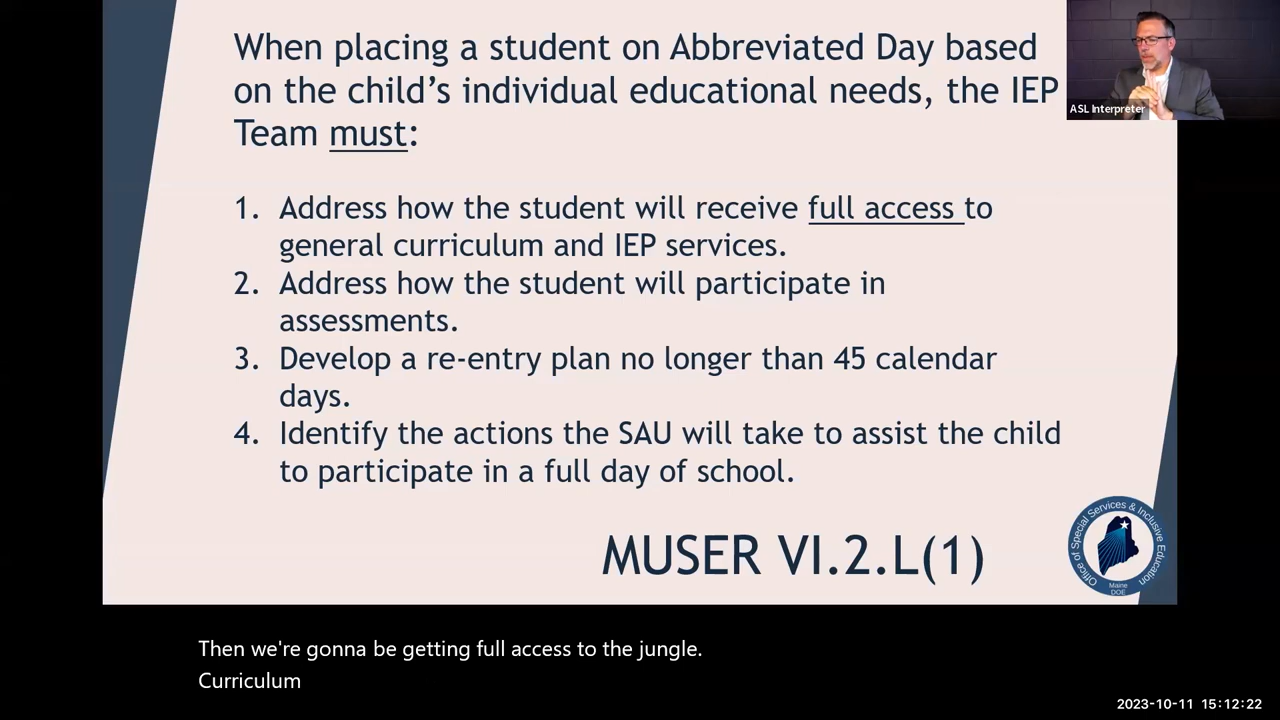 When placing a student on Abbreviated Day based
on the child's individual educational needs, the IEP
Team must:
ASL Interpreter
1. Address how the student will receive full access to
general curriculum and IEP services.
2. Address how the student will participate in
assessments.
3. Develop a re-entry plan no longer than 45 calendar
days.
4. Identify the actions the SAU will take to assist the child
to participate in a full day of school.
MUSER VI.2.L(1)
Office of Special Services & Inclusive Education
Maine
DOE
Then we're gonna be getting full access to the jungle.
Curriculum
2023-10-11 15:12:22